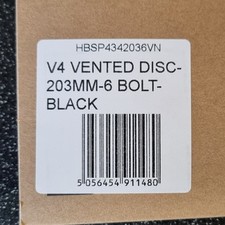 HBSP4342036VN
V4 VENTED DISC-
203MM-6 BOLT-
BLACK
5 056454 911480